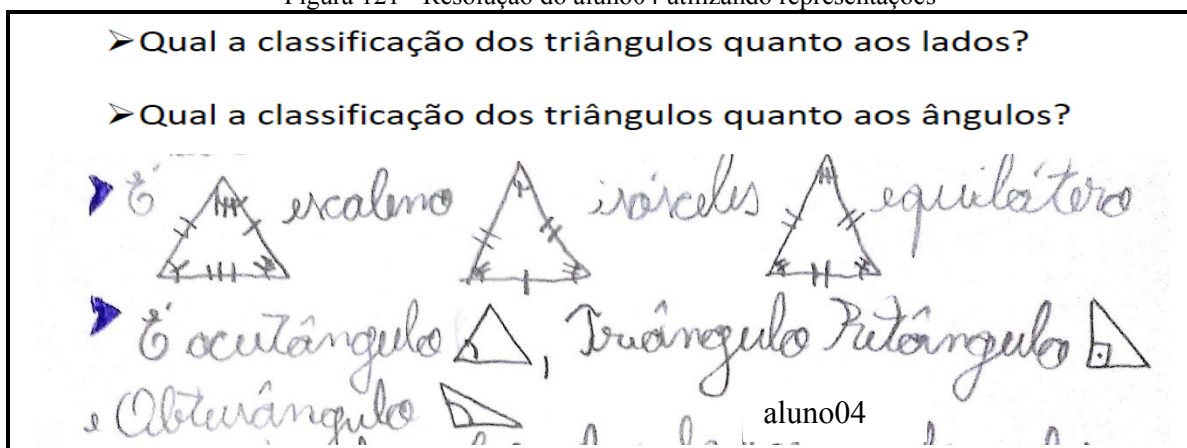 Figura 121 - Resolução do aluno04 utilizando representações
➢Qual a classificação dos triângulos quanto aos lados?
➢Qual a classificação dos triângulos quanto aos ângulos?
É escaleno isósceles equilátero
É acutângulo, Triângulo Retângulo
e Obtusângulo
aluno04